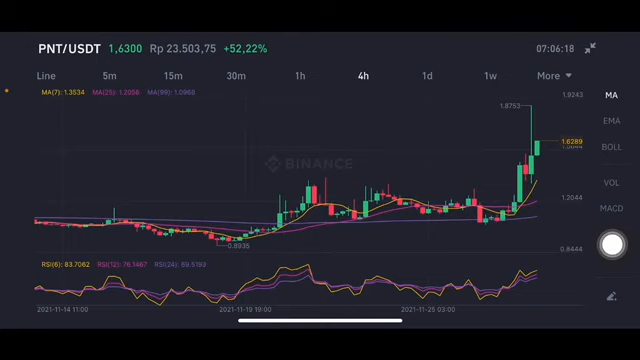 PNT/USDT 1,6300 Rp 23.503,75 +52,22% 07:06:18
Line 5m 15m 30m 1h 4h 1d 1w More
MA(7): 1.3534 MA(25): 1.2056 MA(99): 1.0966
1.9243
MA
1.8753
EMA
1.6289
BOLL
BINANCE
VOL
1.2044
MACD
0.8935
0.8444
RSI(6): 83.7062 RSI(12): 76.1467 RSI(24): 69.5193
2021-11-14 11:00 2021-11-19 19:00 2021-11-25 03:00